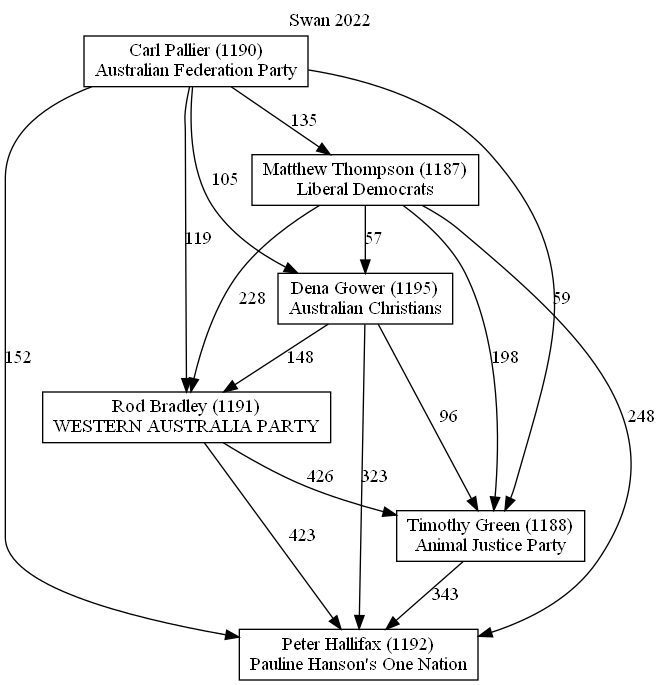 Swan 2022
Carl Pallier (1190)
Australian Federation Party
135
Matthew Thompson (1187)
Liberal Democrats
105
119
57
59
Dena Gower (1195)
Australian Christians
228
152
148
198
96
248
Rod Bradley (1191)
WESTERN AUSTRALIA PARTY
426
323
423
Timothy Green (1188)
Animal Justice Party
343
Peter Hallifax (1192)
Pauline Hanson's One Nation